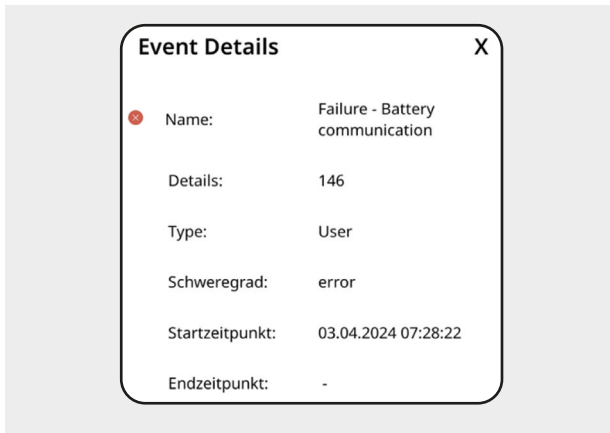 Event Details X
Name: Failure - Battery
communication
Details: 146
Type: User
Schweregrad: error
Startzeitpunkt: 03.04.2024 07:28:22
Endzeitpunkt: -